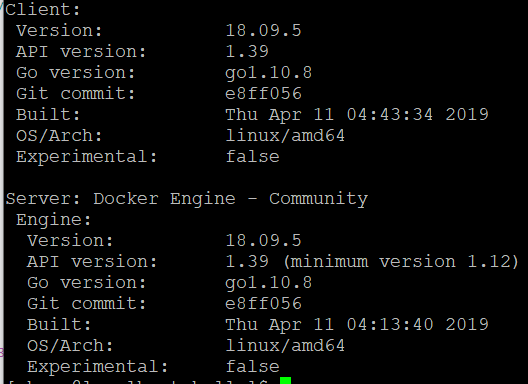 Client:
Version: 18.09.5
API version: 1.39
Go version: go1.10.8
Git commit: e8ff056
Built: Thu Apr 11 04:43:34 2019
OS/Arch: linux/amd64
Experimental: false
Server: Docker Engine - Community
Engine:
Version: 18.09.5
API version: 1.39 (minimum version 1.12)
Go version: go1.10.8
Git commit: e8ff056
Built: Thu Apr 11 04:13:40 2019
OS/Arch: linux/amd64
Experimental: false